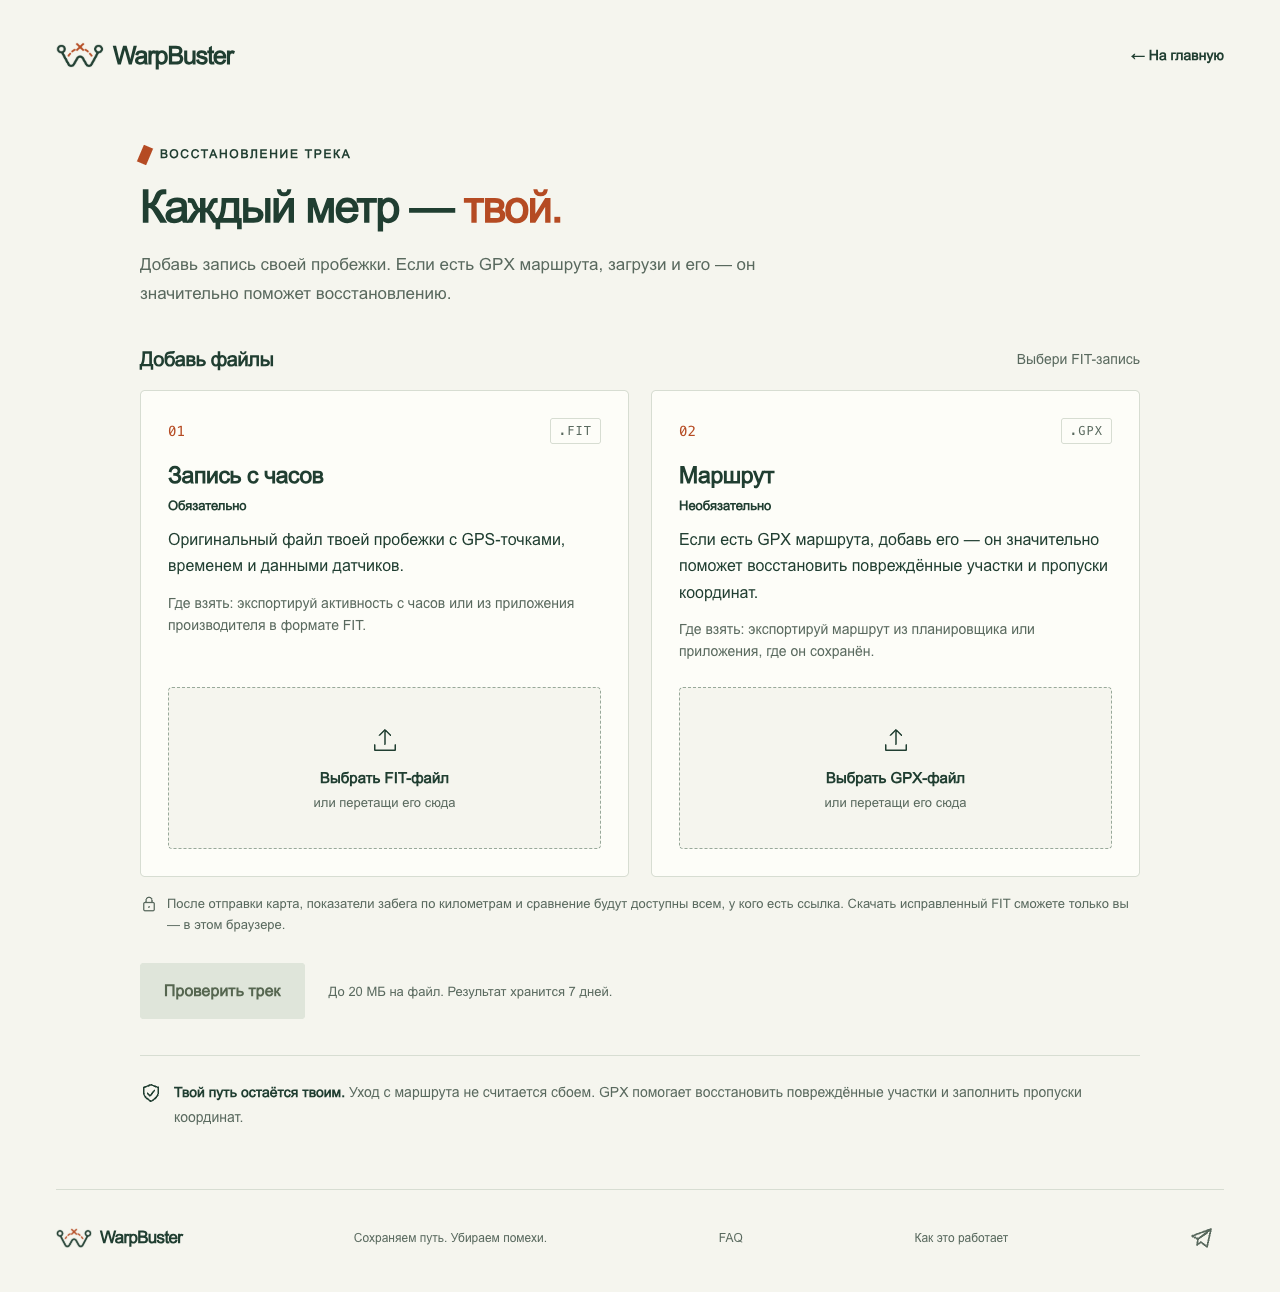 WarpBuster
← На главную
ВОССТАНОВЛЕНИЕ ТРЕКА
Каждый метр — твой.
Добавь запись своей пробежки. Если есть GPX маршрута, загрузи и его — он
значительно поможет восстановлению.
Добавь файлы
Выбери FIT-запись
01
.FIT
Запись с часов
Обязательно
Оригинальный файл твоей пробежки с GPS-точками,
временем и данными датчиков.
Где взять: экспортируй активность с часов или из приложения
производителя в формате FIT.
Выбрать FIT-файл
или перетащи его сюда
02
.GPX
Маршрут
Необязательно
Если есть GPX маршрута, добавь его — он значительно
поможет восстановить повреждённые участки и пропуски
координат.
Где взять: экспортируй маршрут из планировщика или
приложения, где он сохранён.
Выбрать GPX-файл
или перетащи его сюда
После отправки карта, показатели забега по километрам и сравнение будут доступны всем, у кого есть ссылка. Скачать исправленный FIT сможете только вы
— в этом браузере.
Проверить трек
До 20 МБ на файл. Результат хранится 7 дней.
Твой путь остаётся твоим. Уход с маршрута не считается сбоем. GPX помогает восстановить повреждённые участки и заполнить пропуски
координат.
WarpBuster
Сохраняем путь. Убираем помехи.
FAQ
Как это работает